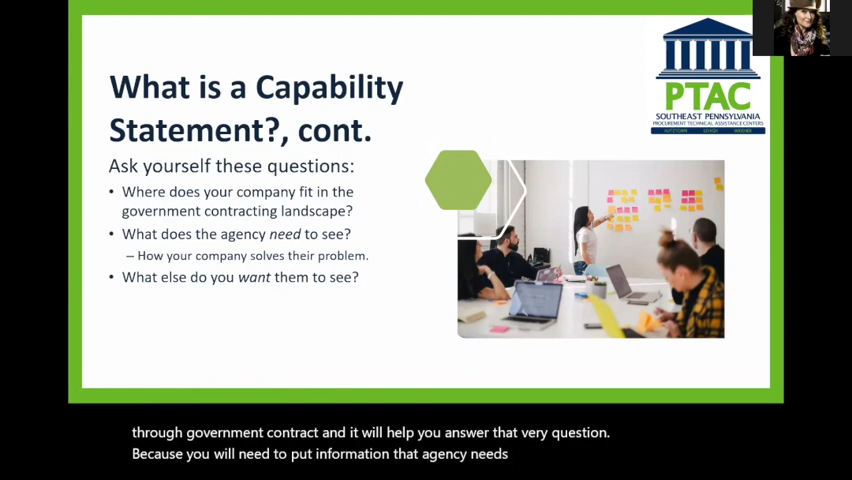 What is a Capability
Statement?, cont.
Ask yourself these questions:
• Where does your company fit in the
government contracting landscape?
• What does the agency need to see?
– How your company solves their problem.
• What else do you want them to see?
PTAC
SOUTHEAST PENNSYLVANIA
PROCUREMENT TECHNICAL ASSISTANCE CENTERS
KUTZTOWN LEHIGH WIDENER
through government contract and it will help you answer that very question.
Because you will need to put information that agency needs